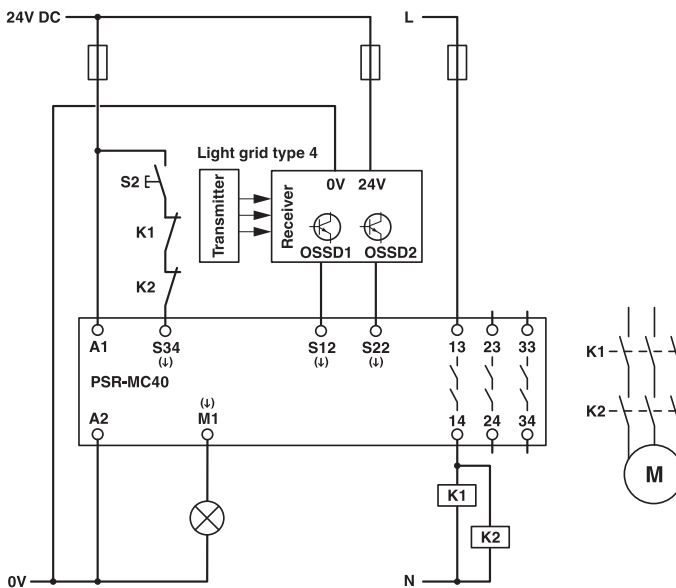 24V DC
L
Light grid type 4
0V 24V
S2
Transmitter
Receiver
K1
OSSD1 OSSD2
K2
A1 S34 S12 S22 13 23 33
(↓) (↓) (↓)
K1
PSR-MC40
(↓)
K2
A2 M1 14 24 34
M
K1
K2
0V
N